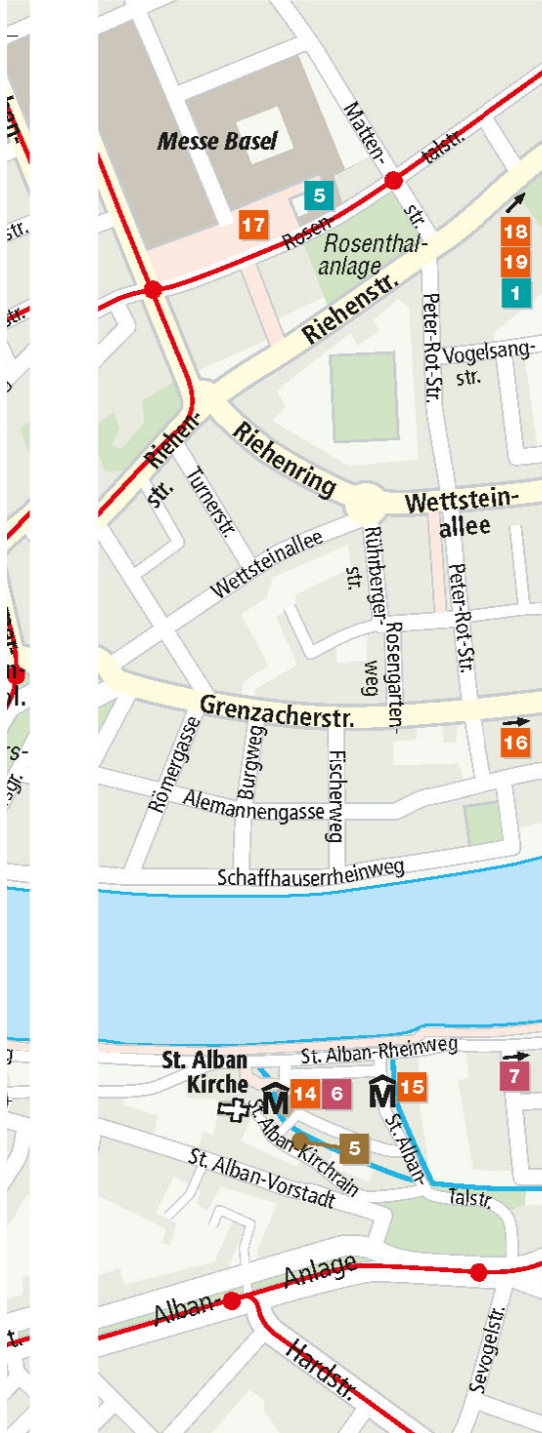 Messe Basel
Matten-
str.
5
17
Rosen
talstr.
Rosenthal-
anlage
18
19
1
Riehenstr.
Peter-Rot-Str.
Vogelsang-
str.
str.
str.
Riehen-
str.
Riehenring
Turnerstr.
Wettstein-
allee
Wettsteinallee
Rührberger-
str.
Rosengarten-
weg
Peter-Rot-Str.
Grenzacherstr.
16
Römergasse
Burgweg
Fischerweg
Alemannengasse
Schaffhauserrheinweg
St. Alban-Rheinweg
7
St. Alban
Kirche
M
14
6
M
15
St. Alban-Kirchrain
5
St. Alban-
Talstr.
St. Alban-Vorstadt
Alban-
Anlage
Hardstr.
Sevogelstr.